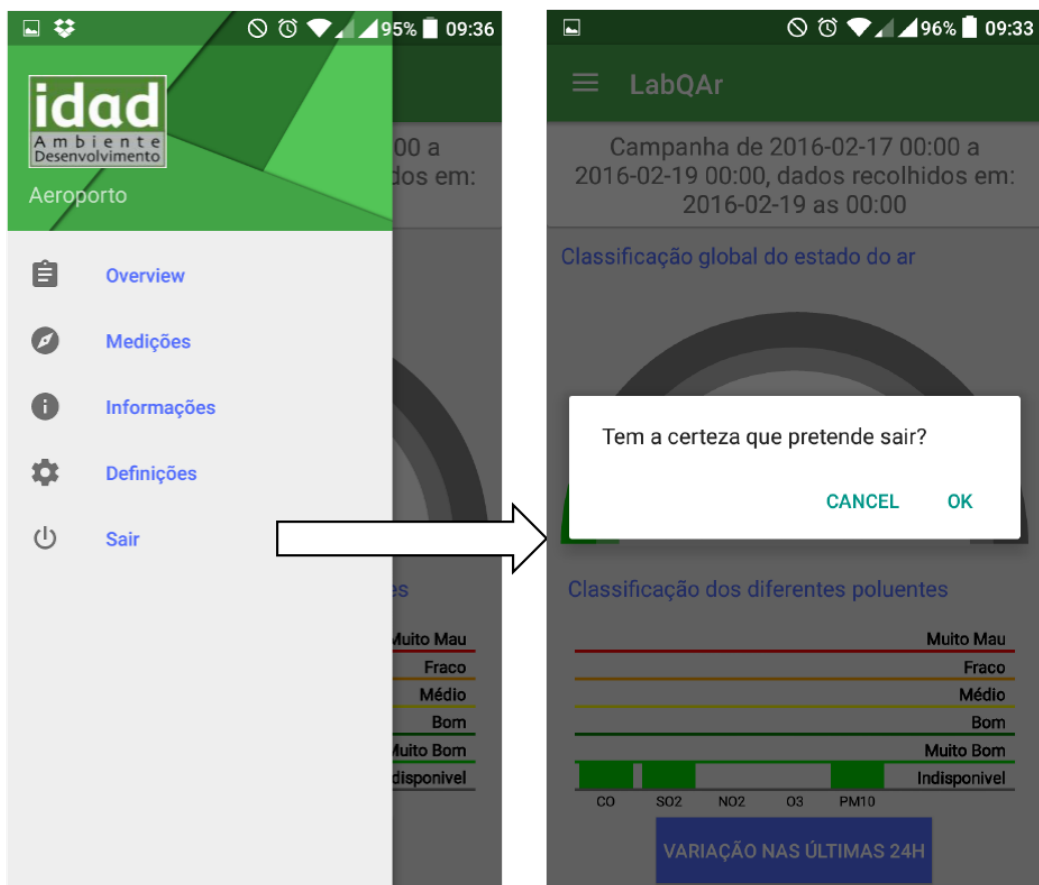 95% 09:36
idad
Ambiente
Desenvolvimento
Aeroporto
Overview
Medições
Informações
Definições
Sair
00 a
dos em:
es
Muito Mau
Fraco
Médio
Bom
Muito Bom
disponivel
96% 09:33
LabQAr
Campanha de 2016-02-17 00:00 a
2016-02-19 00:00, dados recolhidos em:
2016-02-19 as 00:00
Classificação global do estado do ar
Tem a certeza que pretende sair?
CANCEL OK
Classificação dos diferentes poluentes
Muito Mau
Fraco
Médio
Bom
Muito Bom
Indisponivel
CO SO2 NO2 O3 PM10
VARIAÇÃO NAS ÚLTIMAS 24H